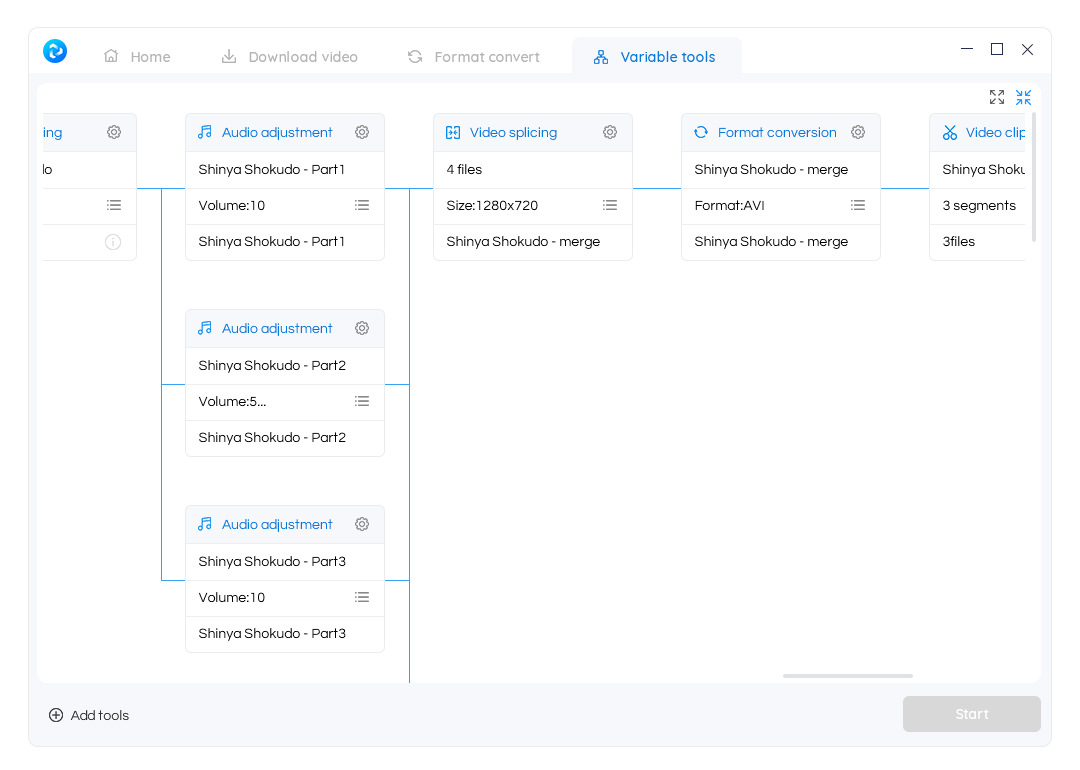 Home
Download video
Format convert
Variable tools
ing
lo
Audio adjustment
Shinya Shokudo - Part1
Volume:10
Shinya Shokudo - Part1
Video splicing
4 files
Size:1280x720
Shinya Shokudo - merge
Format conversion
Shinya Shokudo - merge
Format:AVI
Shinya Shokudo - merge
Video clip
Shinya Shoku
3 segments
3files
Audio adjustment
Shinya Shokudo - Part2
Volume:5...
Shinya Shokudo - Part2
Audio adjustment
Shinya Shokudo - Part3
Volume:10
Shinya Shokudo - Part3
Add tools
Start